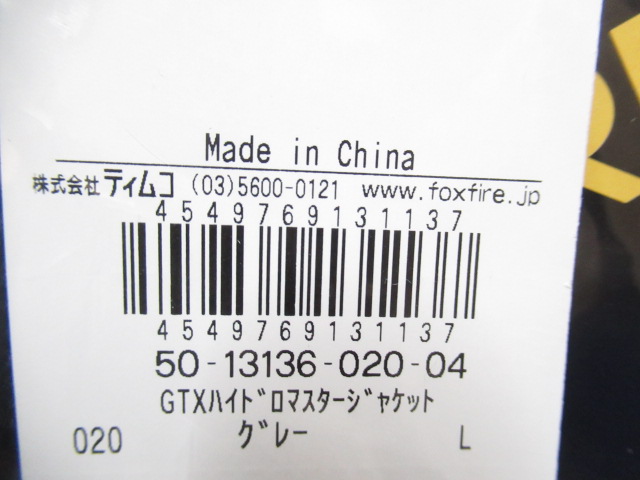 Made in China
株式会社 ティムコ (03)5600-0121 www.foxfire.jp
4549769131137
4549769131137
50-13136-020-04
GTXﾊｲﾄﾞﾛﾏｽﾀｰｼﾞｬｹｯﾄ
020 ｸﾞﾚｰ L